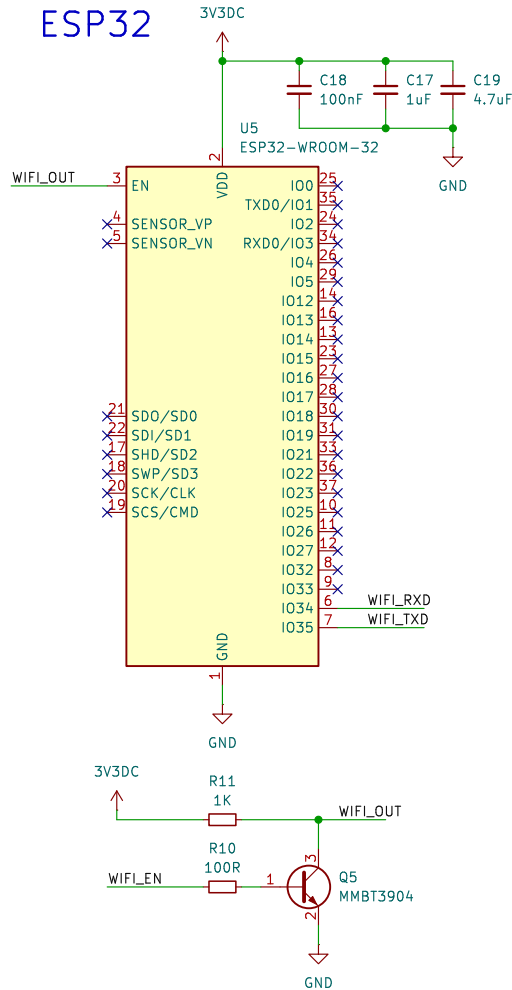 ESP32
3V3DC
C18
100nF
C17
1uF
C19
4.7uF
GND
U5
ESP32-WROOM-32
2
VDD
WIFI_OUT
3 EN
4 SENSOR_VP
5 SENSOR_VN
21 SDO/SD0
22 SDI/SD1
17 SHD/SD2
18 SWP/SD3
20 SCK/CLK
19 SCS/CMD
IO0 25
TXD0/IO1 35
IO2 24
RXD0/IO3 34
IO4 26
IO5 29
IO12 14
IO13 16
IO14 13
IO15 23
IO16 27
IO17 28
IO18 30
IO19 31
IO21 33
IO22 36
IO23 37
IO25 10
IO26 11
IO27 12
IO32 8
IO33 9
IO34 6 WIFI_RXD
IO35 7 WIFI_TXD
GND
1
GND
3V3DC
R11
1K
WIFI_OUT
R10
100R
WIFI_EN
1
3
2
Q5
MMBT3904
GND